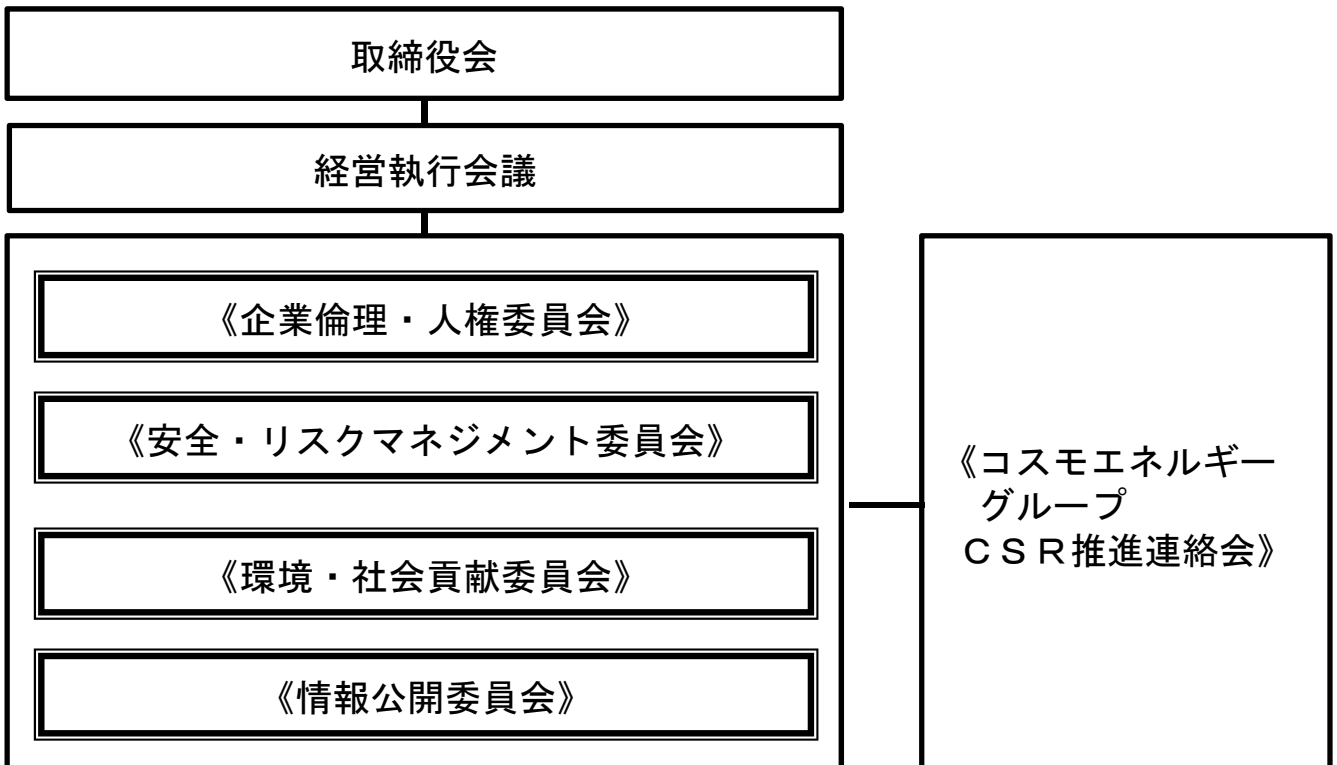 取締役会
経営執行会議
《企業倫理・人権委員会》
《安全・リスクマネジメント委員会》
《環境・社会貢献委員会》
《情報公開委員会》
《コスモエネルギー
グループ
ＣＳＲ推進連絡会》